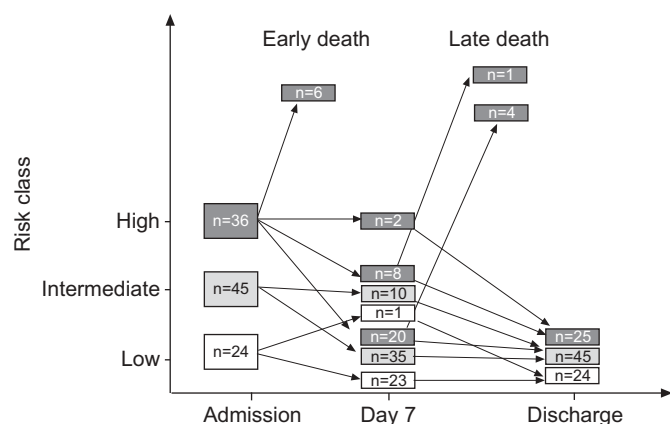 Early death
Late death
n=1
n=6
n=4
Risk class
High
n=36
n=2
Intermediate
n=45
n=8
n=10
n=1
Low
n=24
n=20
n=35
n=23
n=25
n=45
n=24
Admission
Day 7
Discharge